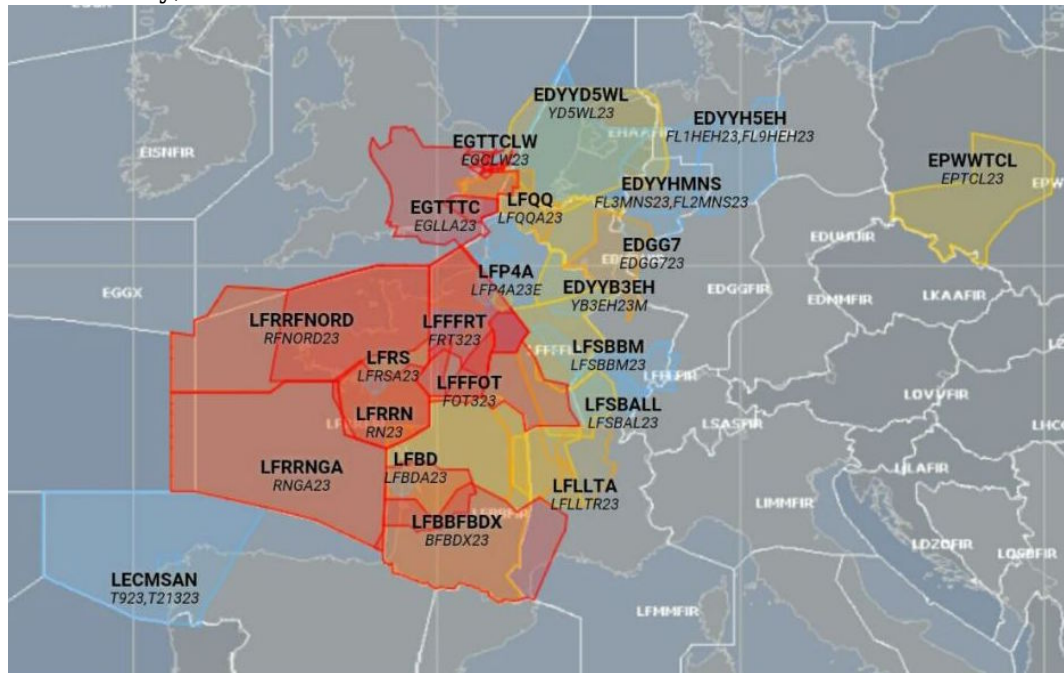 EDYYD5WL
YD5WL23
EDYYH5EH
FL1HEH23,FL9HEH23
EGTTCLW
EGCLW23
EPWWTCL
EPTCL23
EISNFIR
EDYYHMNS
FL3MNS23,FL2MNS23
LFQQ
LFQQA23
EGTTTC
EGLLA23
EDUUUIR
EDGG7
EDGG723
LFP4A
LFP4A23E
EDYYB3EH
YB3EH23M
EGGX
EDGGFIR
EDMMFIR
LKAAFIR
LFRRFNORD
RFNORD23
LFFFRT
FRT323
LFSBBM
LFSBBM23
LFRS
LFRSA23
LFFFOT
FOT323
LOVVFIR
LFSBALL
LFSBAL23
LFRRN
RN23
LSASFIR
LHCC
LFRRNGA
RNGA23
LFBD
LFBDA23
LJLAFIR
LFLLTA
LFLLTR23
LIMMFIR
LFBBFBDX
BFBDX23
LDZOFIR
LQSBFIR
LECMSAN
T923,T21323
LFMMFIR